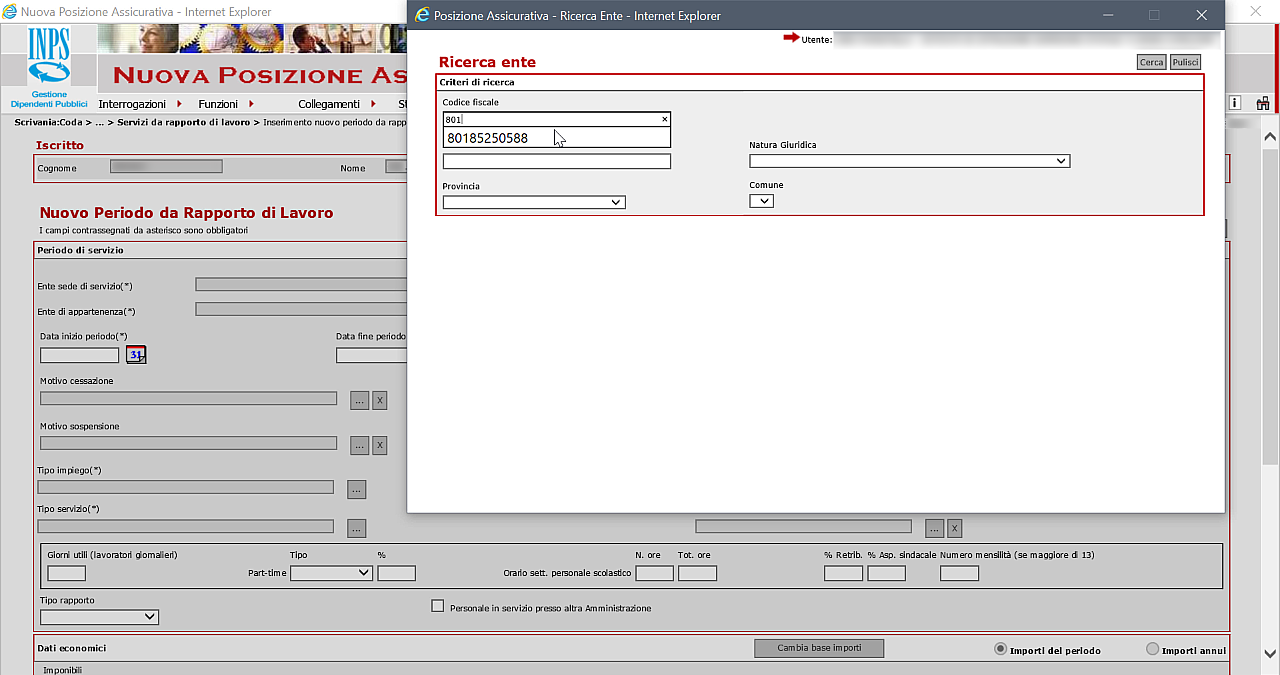 Nuova Posizione Assicurativa - Internet Explorer
INPS
Gestione
Dipendenti Pubblici
NUOVA POSIZIONE AS
Interrogazioni Funzioni Collegamenti
Scrivania:Coda > ... > Servizi da rapporto di lavoro > Inserimento nuovo periodo da rapp
Iscritto
Cognome Nome
Nuovo Periodo da Rapporto di Lavoro
I campi contrassegnati da asterisco sono obbligatori
Periodo di servizio
Ente sede di servizio(*)
Ente di appartenenza(*)
Data inizio periodo(*) Data fine periodo
31
Motivo cessazione
... X
Motivo sospensione
... X
Tipo impiego(*)
...
Tipo servizio(*)
... ... X
Giorni utili (lavoratori giornalieri) Tipo % N. ore Tot. ore % Retrib. % Asp. sindacale Numero mensilità (se maggiore di 13)
Part-time Orario sett. personale scolastico
Tipo rapporto
Personale in servizio presso altra Amministrazione
Dati economici Cambia base importi Importi del periodo Importi annui
Imponibili
Posizione Assicurativa - Ricerca Ente - Internet Explorer
Utente:
Ricerca ente Cerca Pulisci
Criteri di ricerca
Codice fiscale
801 ×
80185250588
Natura Giuridica
Provincia Comune